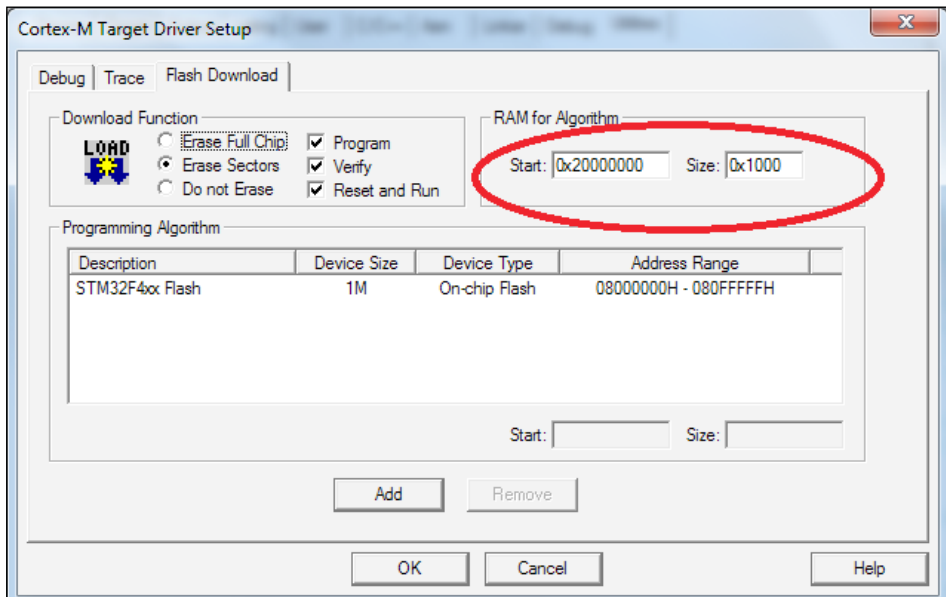 Cortex-M Target Driver Setup
Debug Trace Flash Download
Download Function
LOAD
Erase Full Chip
Erase Sectors
Do not Erase
Program
Verify
Reset and Run
RAM for Algorithm
Start: 0x20000000 Size: 0x1000
Programming Algorithm
Description Device Size Device Type Address Range
STM32F4xx Flash 1M On-chip Flash 08000000H - 080FFFFFH
Start: Size:
Add Remove
OK Cancel Help